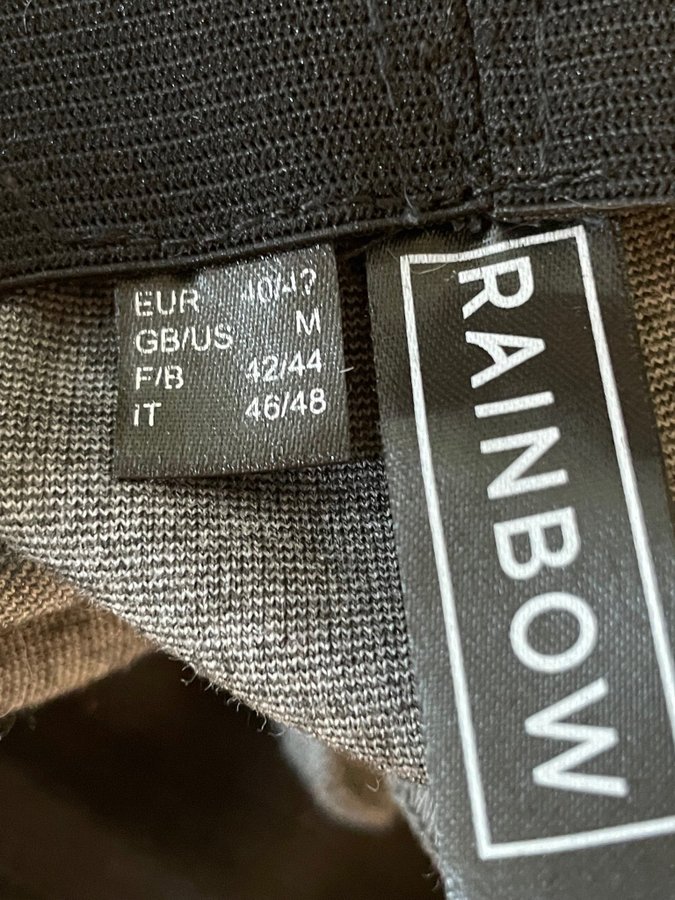 EUR 40/42
GB/US M
F/B 42/44
IT 46/48
RAINBOW